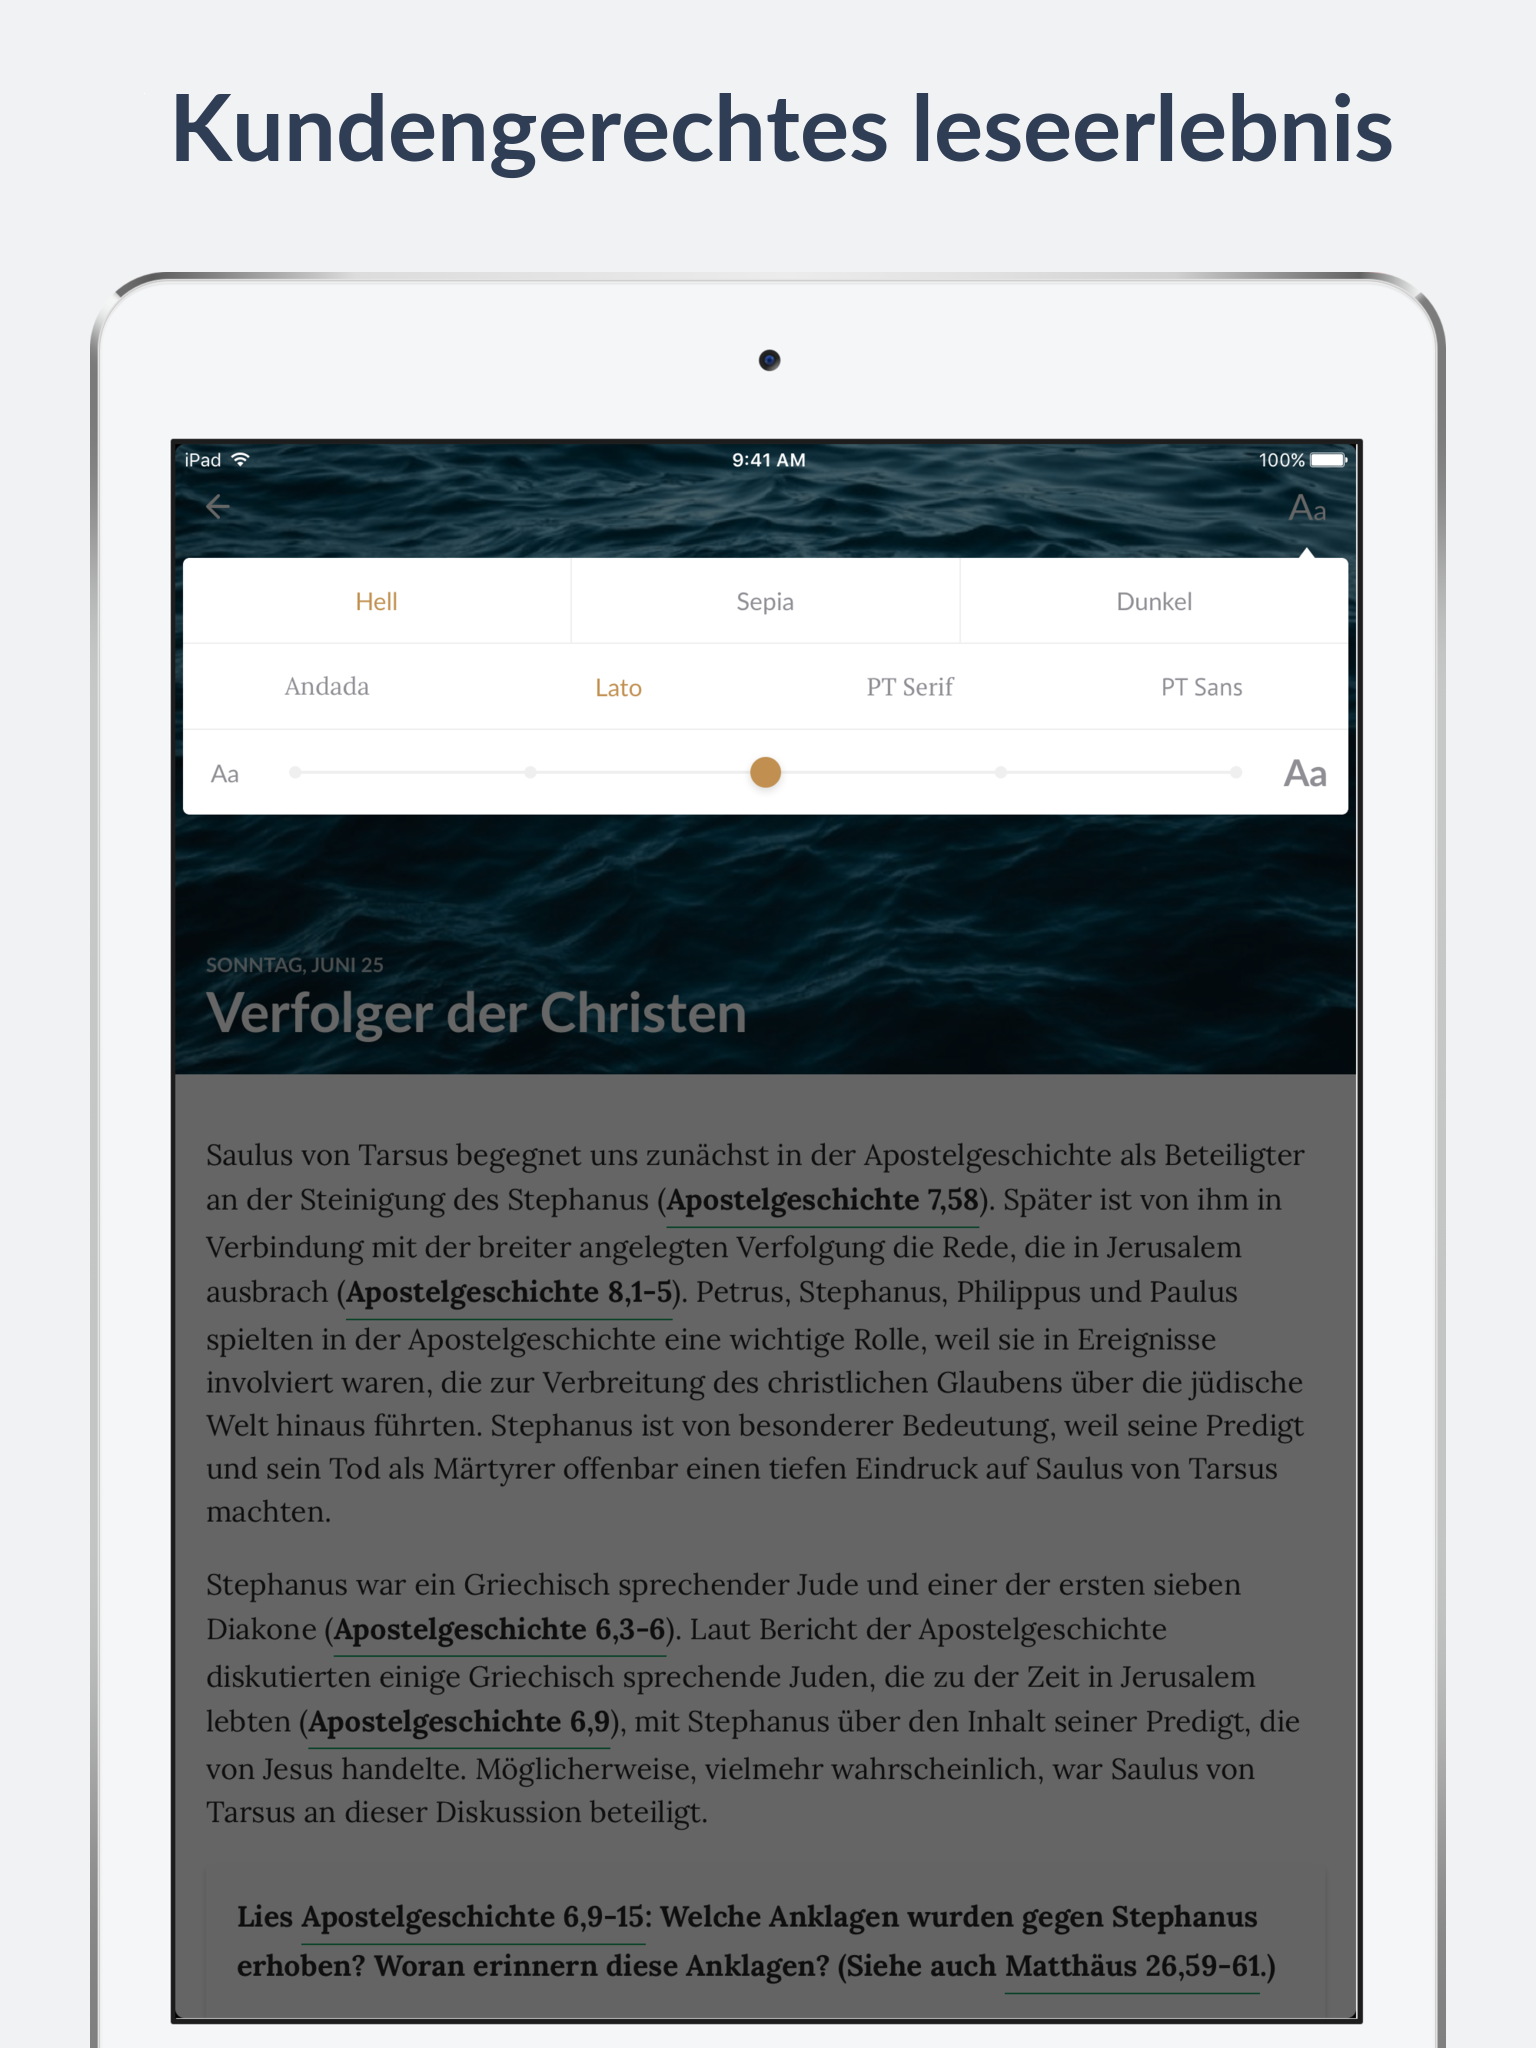 Kundengerechtes leseerlebnis
iPad
9:41 AM
100%
Aa
Hell
Sepia
Dunkel
Andada
Lato
PT Serif
PT Sans
Aa
Aa
SONNTAG, JUNI 25
Verfolger der Christen
Saulus von Tarsus begegnet uns zunächst in der Apostelgeschichte als Beteiligter
an der Steinigung des Stephanus (Apostelgeschichte 7,58). Später ist von ihm in
Verbindung mit der breiter angelegten Verfolgung die Rede, die in Jerusalem
ausbrach (Apostelgeschichte 8,1-5). Petrus, Stephanus, Philippus und Paulus
spielten in der Apostelgeschichte eine wichtige Rolle, weil sie in Ereignisse
involviert waren, die zur Verbreitung des christlichen Glaubens über die jüdische
Welt hinaus führten. Stephanus ist von besonderer Bedeutung, weil seine Predigt
und sein Tod als Märtyrer offenbar einen tiefen Eindruck auf Saulus von Tarsus
machten.
Stephanus war ein Griechisch sprechender Jude und einer der ersten sieben
Diakone (Apostelgeschichte 6,3-6). Laut Bericht der Apostelgeschichte
diskutierten einige Griechisch sprechende Juden, die zu der Zeit in Jerusalem
lebten (Apostelgeschichte 6,9), mit Stephanus über den Inhalt seiner Predigt, die
von Jesus handelte. Möglicherweise, vielmehr wahrscheinlich, war Saulus von
Tarsus an dieser Diskussion beteiligt.
Lies Apostelgeschichte 6,9-15: Welche Anklagen wurden gegen Stephanus
erhoben? Woran erinnern diese Anklagen? (Siehe auch Matthäus 26,59-61.)